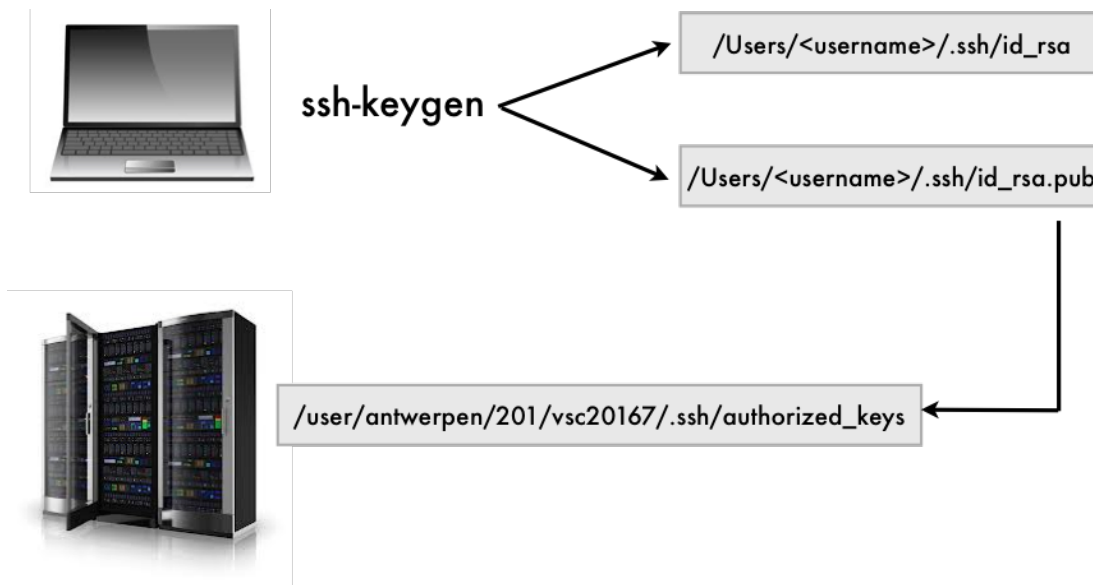 /Users/<username>/.ssh/id_rsa
ssh-keygen
/Users/<username>/.ssh/id_rsa.pub
/user/antwerpen/201/vsc20167/.ssh/authorized_keys